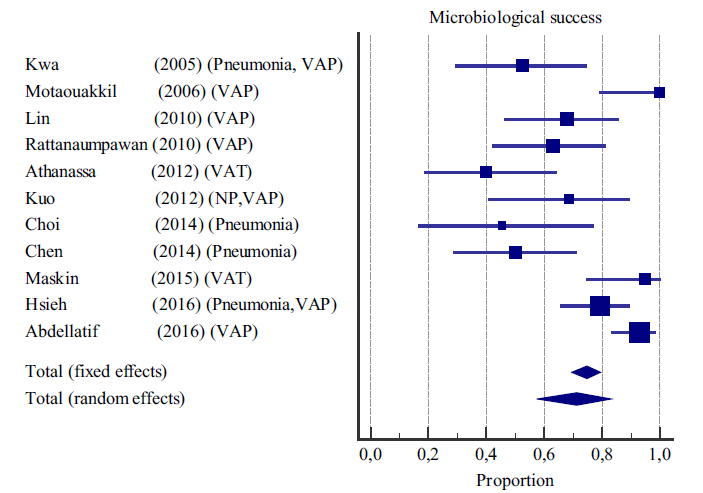 Microbiological success
Kwa (2005) (Pneumonia, VAP)
Motaouakkil (2006) (VAP)
Lin (2010) (VAP)
Rattanaumpawan (2010) (VAP)
Athanassa (2012) (VAT)
Kuo (2012) (NP,VAP)
Choi (2014) (Pneumonia)
Chen (2014) (Pneumonia)
Maskin (2015) (VAT)
Hsieh (2016) (Pneumonia,VAP)
Abdellatif (2016) (VAP)
Total (fixed effects)
Total (random effects)
0,0 0,2 0,4 0,6 0,8 1,0
Proportion